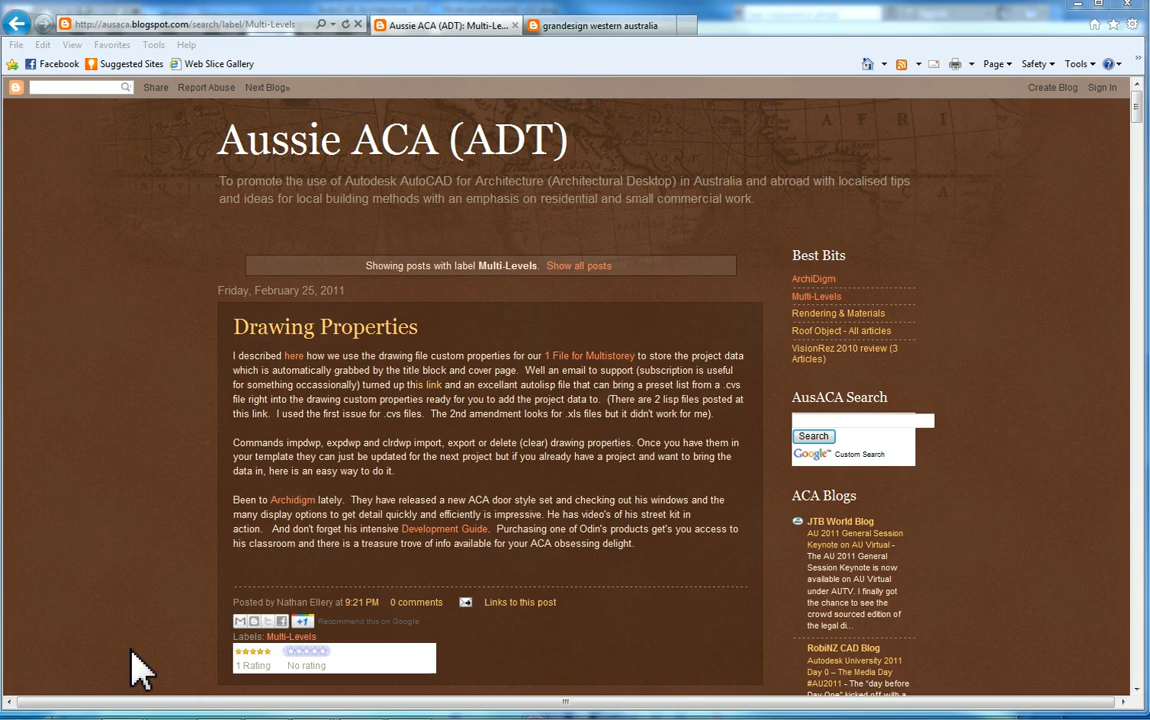 http://ausaca.blogspot.com/search/label/Multi-Levels
Aussie ACA (ADT): Multi-Le...
grandesign western australia
File Edit View Favorites Tools Help
Facebook Suggested Sites Web Slice Gallery
Page Safety Tools
Share Report Abuse Next Blog»
Create Blog Sign In
Aussie ACA (ADT)
To promote the use of Autodesk AutoCAD for Architecture (Architectural Desktop) in Australia and abroad with localised tips
and ideas for local building methods with an emphasis on residential and small commercial work.
Showing posts with label Multi-Levels. Show all posts
Friday, February 25, 2011
Drawing Properties
I described here how we use the drawing file custom properties for our 1 File for Multistorey to store the project data
which is automatically grabbed by the title block and cover page. Well an email to support (subscription is useful
for something occassionally) turned up this link and an excellant autolisp file that can bring a preset list from a .cvs
file right into the drawing custom properties ready for you to add the project data to. (There are 2 lisp files posted at
this link. I used the first issue for .cvs files. The 2nd amendment looks for .xls files but it didn't work for me).
Commands impdwp, expdwp and clrdwp import, export or delete (clear) drawing properties. Once you have them in
your template they can just be updated for the next project but if you already have a project and want to bring the
data in, here is an easy way to do it.
Been to Archidigm lately. They have released a new ACA door style set and checking out his windows and the
many display options to get detail quickly and efficiently is impressive. He has video's of his street kit in
action. And don't forget his intensive Development Guide. Purchasing one of Odin's products get's you access to
his classroom and there is a treasure trove of info available for your ACA obsessing delight.
Posted by Nathan Ellery at 9:21 PM 0 comments Links to this post
+1 Recommend this on Google
Labels: Multi-Levels
1 Rating No rating
Best Bits
ArchiDigm
Multi-Levels
Rendering & Materials
Roof Object - All articles
VisionRez 2010 review (3
Articles)
AusACA Search
Search
Google™ Custom Search
ACA Blogs
JTB World Blog
AU 2011 General Session
Keynote on AU Virtual -
The AU 2011 General
Session Keynote is now
available on AU Virtual
under AUTV. I finally got
the chance to see the
crowd sourced edition of
the legal di...
RobiNZ CAD Blog
Autodesk University 2011
Day 0 – The Media Day
#AU2011 - The "day before
Day One" kicked off with a